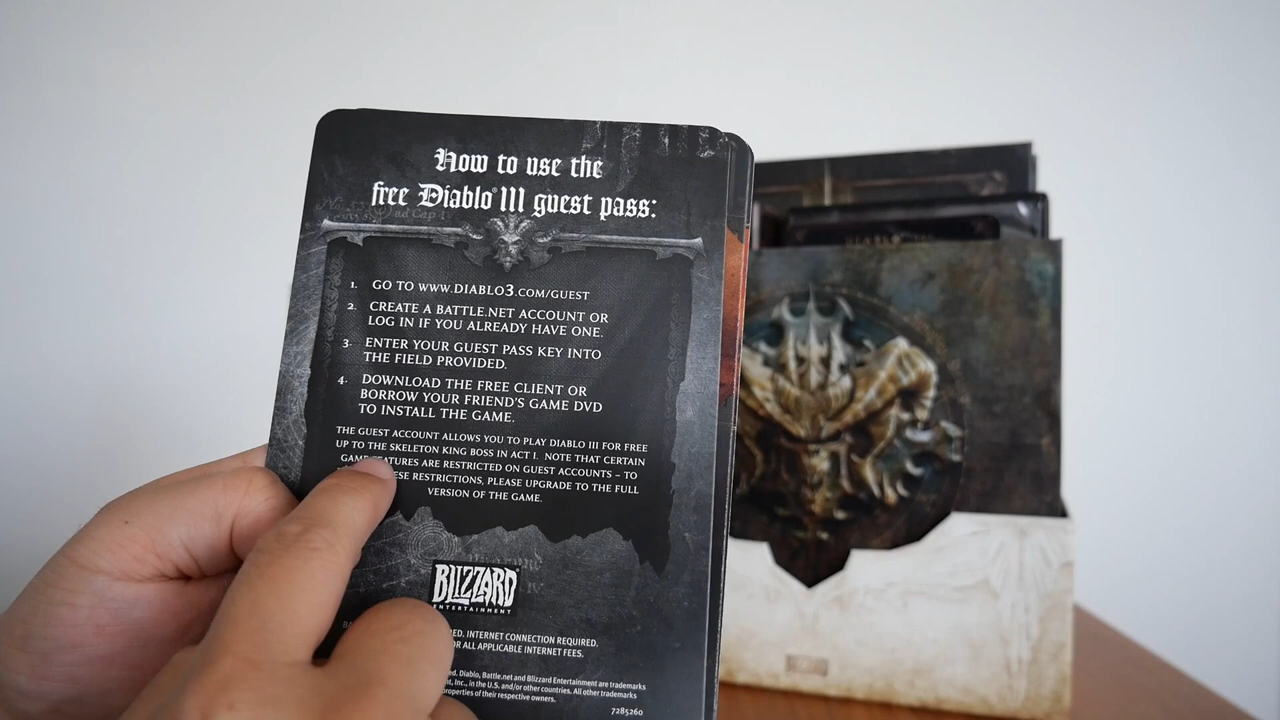 How to use the
free Diablo® III guest pass:
1. GO TO WWW.DIABLO3.COM/GUEST
2. CREATE A BATTLE.NET ACCOUNT OR
LOG IN IF YOU ALREADY HAVE ONE.
3. ENTER YOUR GUEST PASS KEY INTO
THE FIELD PROVIDED.
4. DOWNLOAD THE FREE CLIENT OR
BORROW YOUR FRIEND'S GAME DVD
TO INSTALL THE GAME.
THE GUEST ACCOUNT ALLOWS YOU TO PLAY DIABLO III FOR FREE
UP TO THE SKELETON KING BOSS IN ACT I. NOTE THAT CERTAIN
GAME FEATURES ARE RESTRICTED ON GUEST ACCOUNTS – TO
RESTRICTIONS, PLEASE UPGRADE TO THE FULL
VERSION OF THE GAME.
BLIZZARD®
ENTERTAINMENT
INTERNET CONNECTION REQUIRED.
ALL APPLICABLE INTERNET FEES.
Diablo, Battle.net and Blizzard Entertainment are trademarks
Inc., in the U.S. and/or other countries. All other trademarks
properties of their respective owners.
7285260